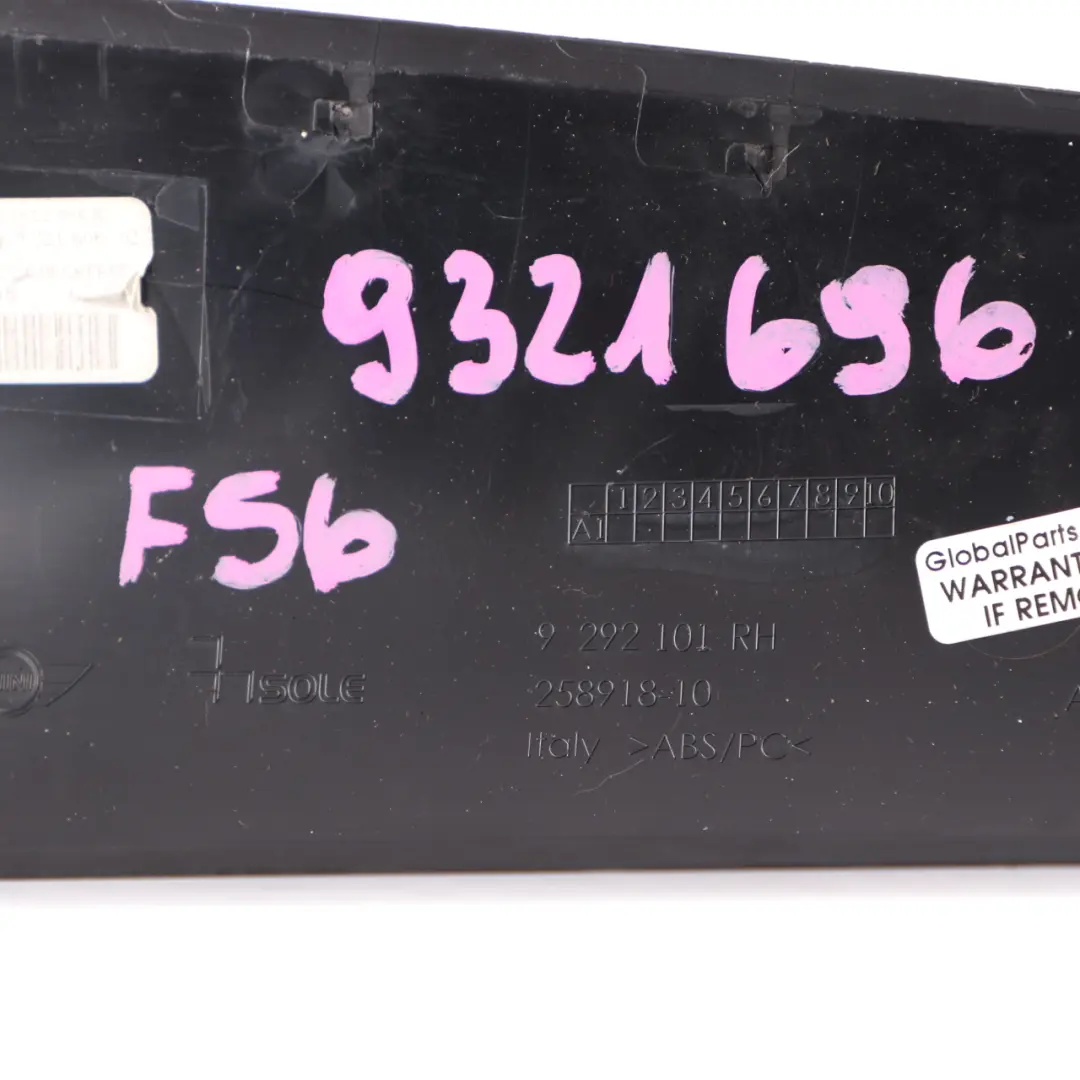 9321696
F56
1 2 3 4 5 6 7 8 9 10
A1
GlobalParts
WARRANT
IF REMO
9 292 101 RH
ISOLE
258918-10
Italy >ABS/PC<
A